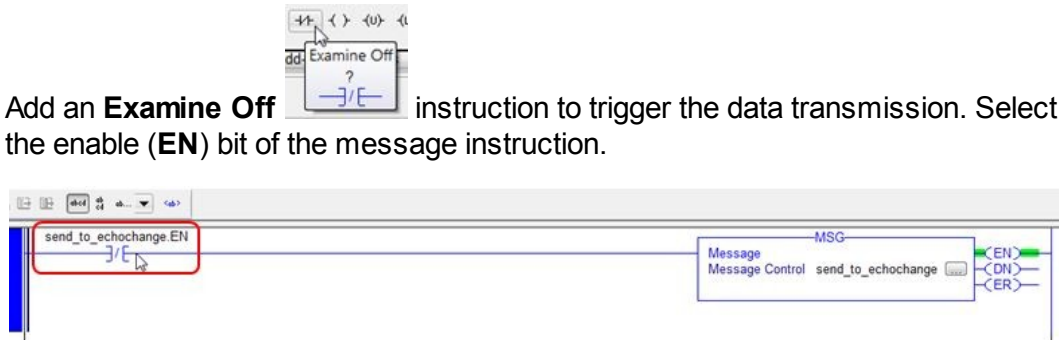 Examine Off
?
Add an Examine Off instruction to trigger the data transmission. Select
the enable (EN) bit of the message instruction.
send_to_echochange.EN
MSG
Message
Message Control send_to_echochange ...
EN
DN
ER